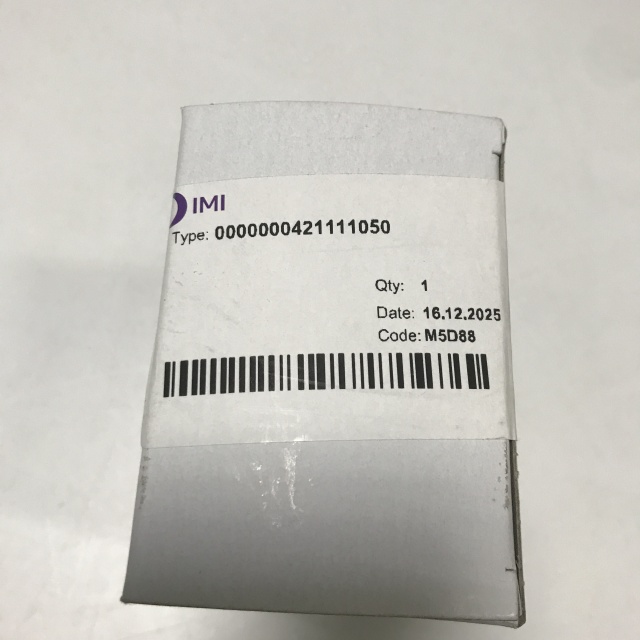 IMI
Type: 0000000421111050
Qty: 1
Date: 16.12.2025
Code: M5D88